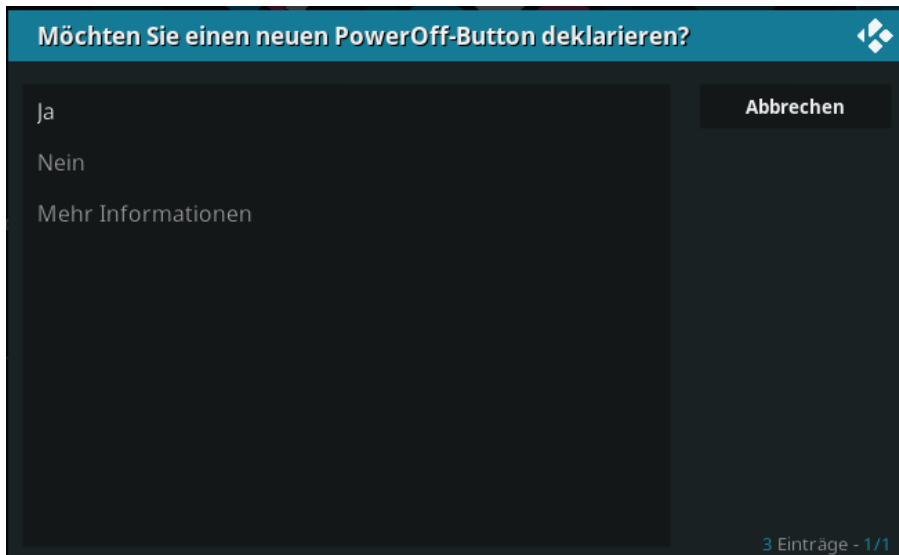 Möchten Sie einen neuen PowerOff-Button deklarieren?
Ja
Abbrechen
Nein
Mehr Informationen
3 Einträge - 1/1